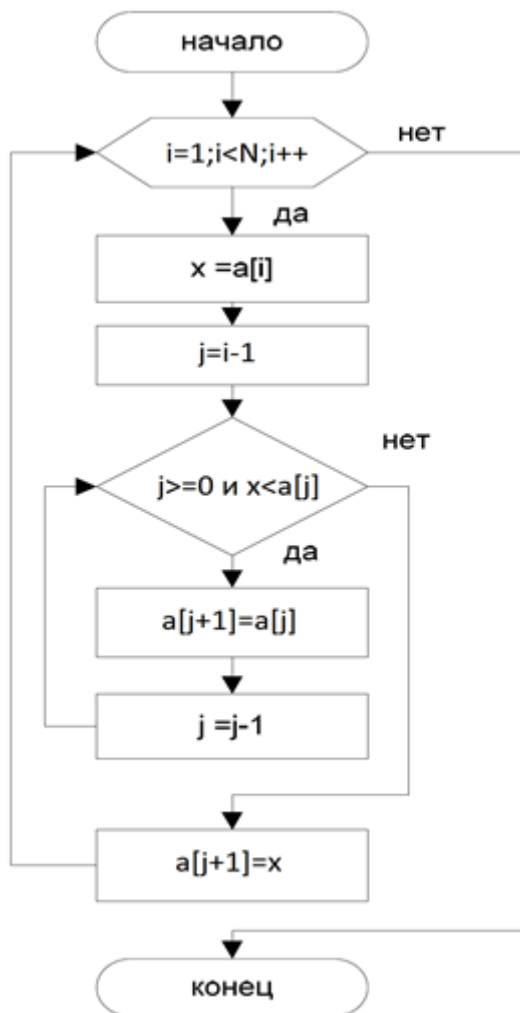 начало
i=1;i<N;i++
нет
да
x =a[i]
j=i-1
нет
j>=0 и x<a[j]
да
a[j+1]=a[j]
j =j-1
a[j+1]=x
конец